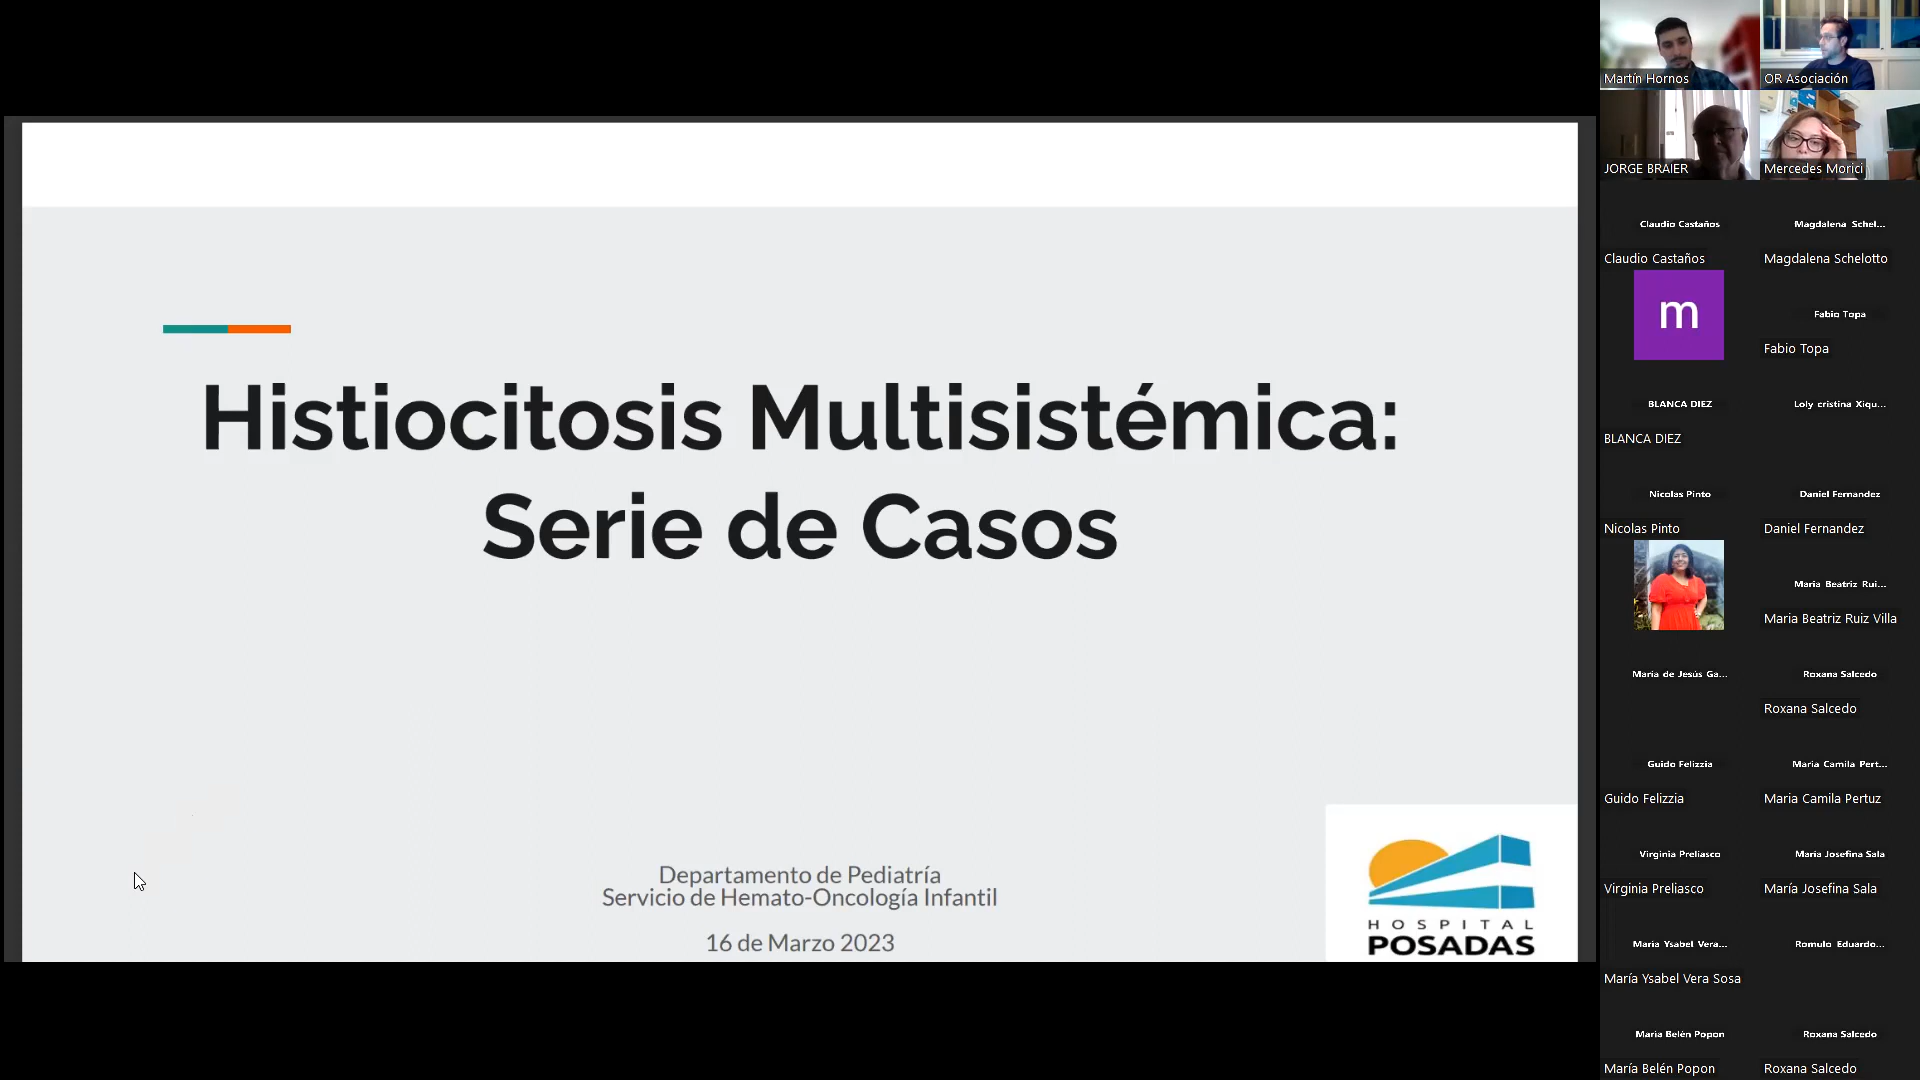 Histiocitosis Multisistémica:
Serie de Casos
Departamento de Pediatría
Servicio de Hemato-Oncología Infantil
16 de Marzo 2023
HOSPITAL
POSADAS
Martín Hornos
OR Asociación
JORGE BRAIER
Mercedes Morici
Claudio Castaños
Magdalena Schel...
Claudio Castaños
Magdalena Schelotto
m
Fabio Topa
Fabio Topa
BLANCA DIEZ
Loly cristina Xiqu...
BLANCA DIEZ
Nicolas Pinto
Daniel Fernandez
Nicolas Pinto
Daniel Fernandez
Maria Beatriz Rui...
Maria Beatriz Ruiz Villa
Maria de Jesús Ga...
Roxana Salcedo
Roxana Salcedo
Guido Felizzia
Maria Camila Pert...
Guido Felizzia
Maria Camila Pertuz
Virginia Preliasco
María Josefina Sala
Virginia Preliasco
María Josefina Sala
María Ysabel Vera...
Romulo Eduardo...
María Ysabel Vera Sosa
María Belén Popon
Roxana Salcedo
María Belén Popon
Roxana Salcedo